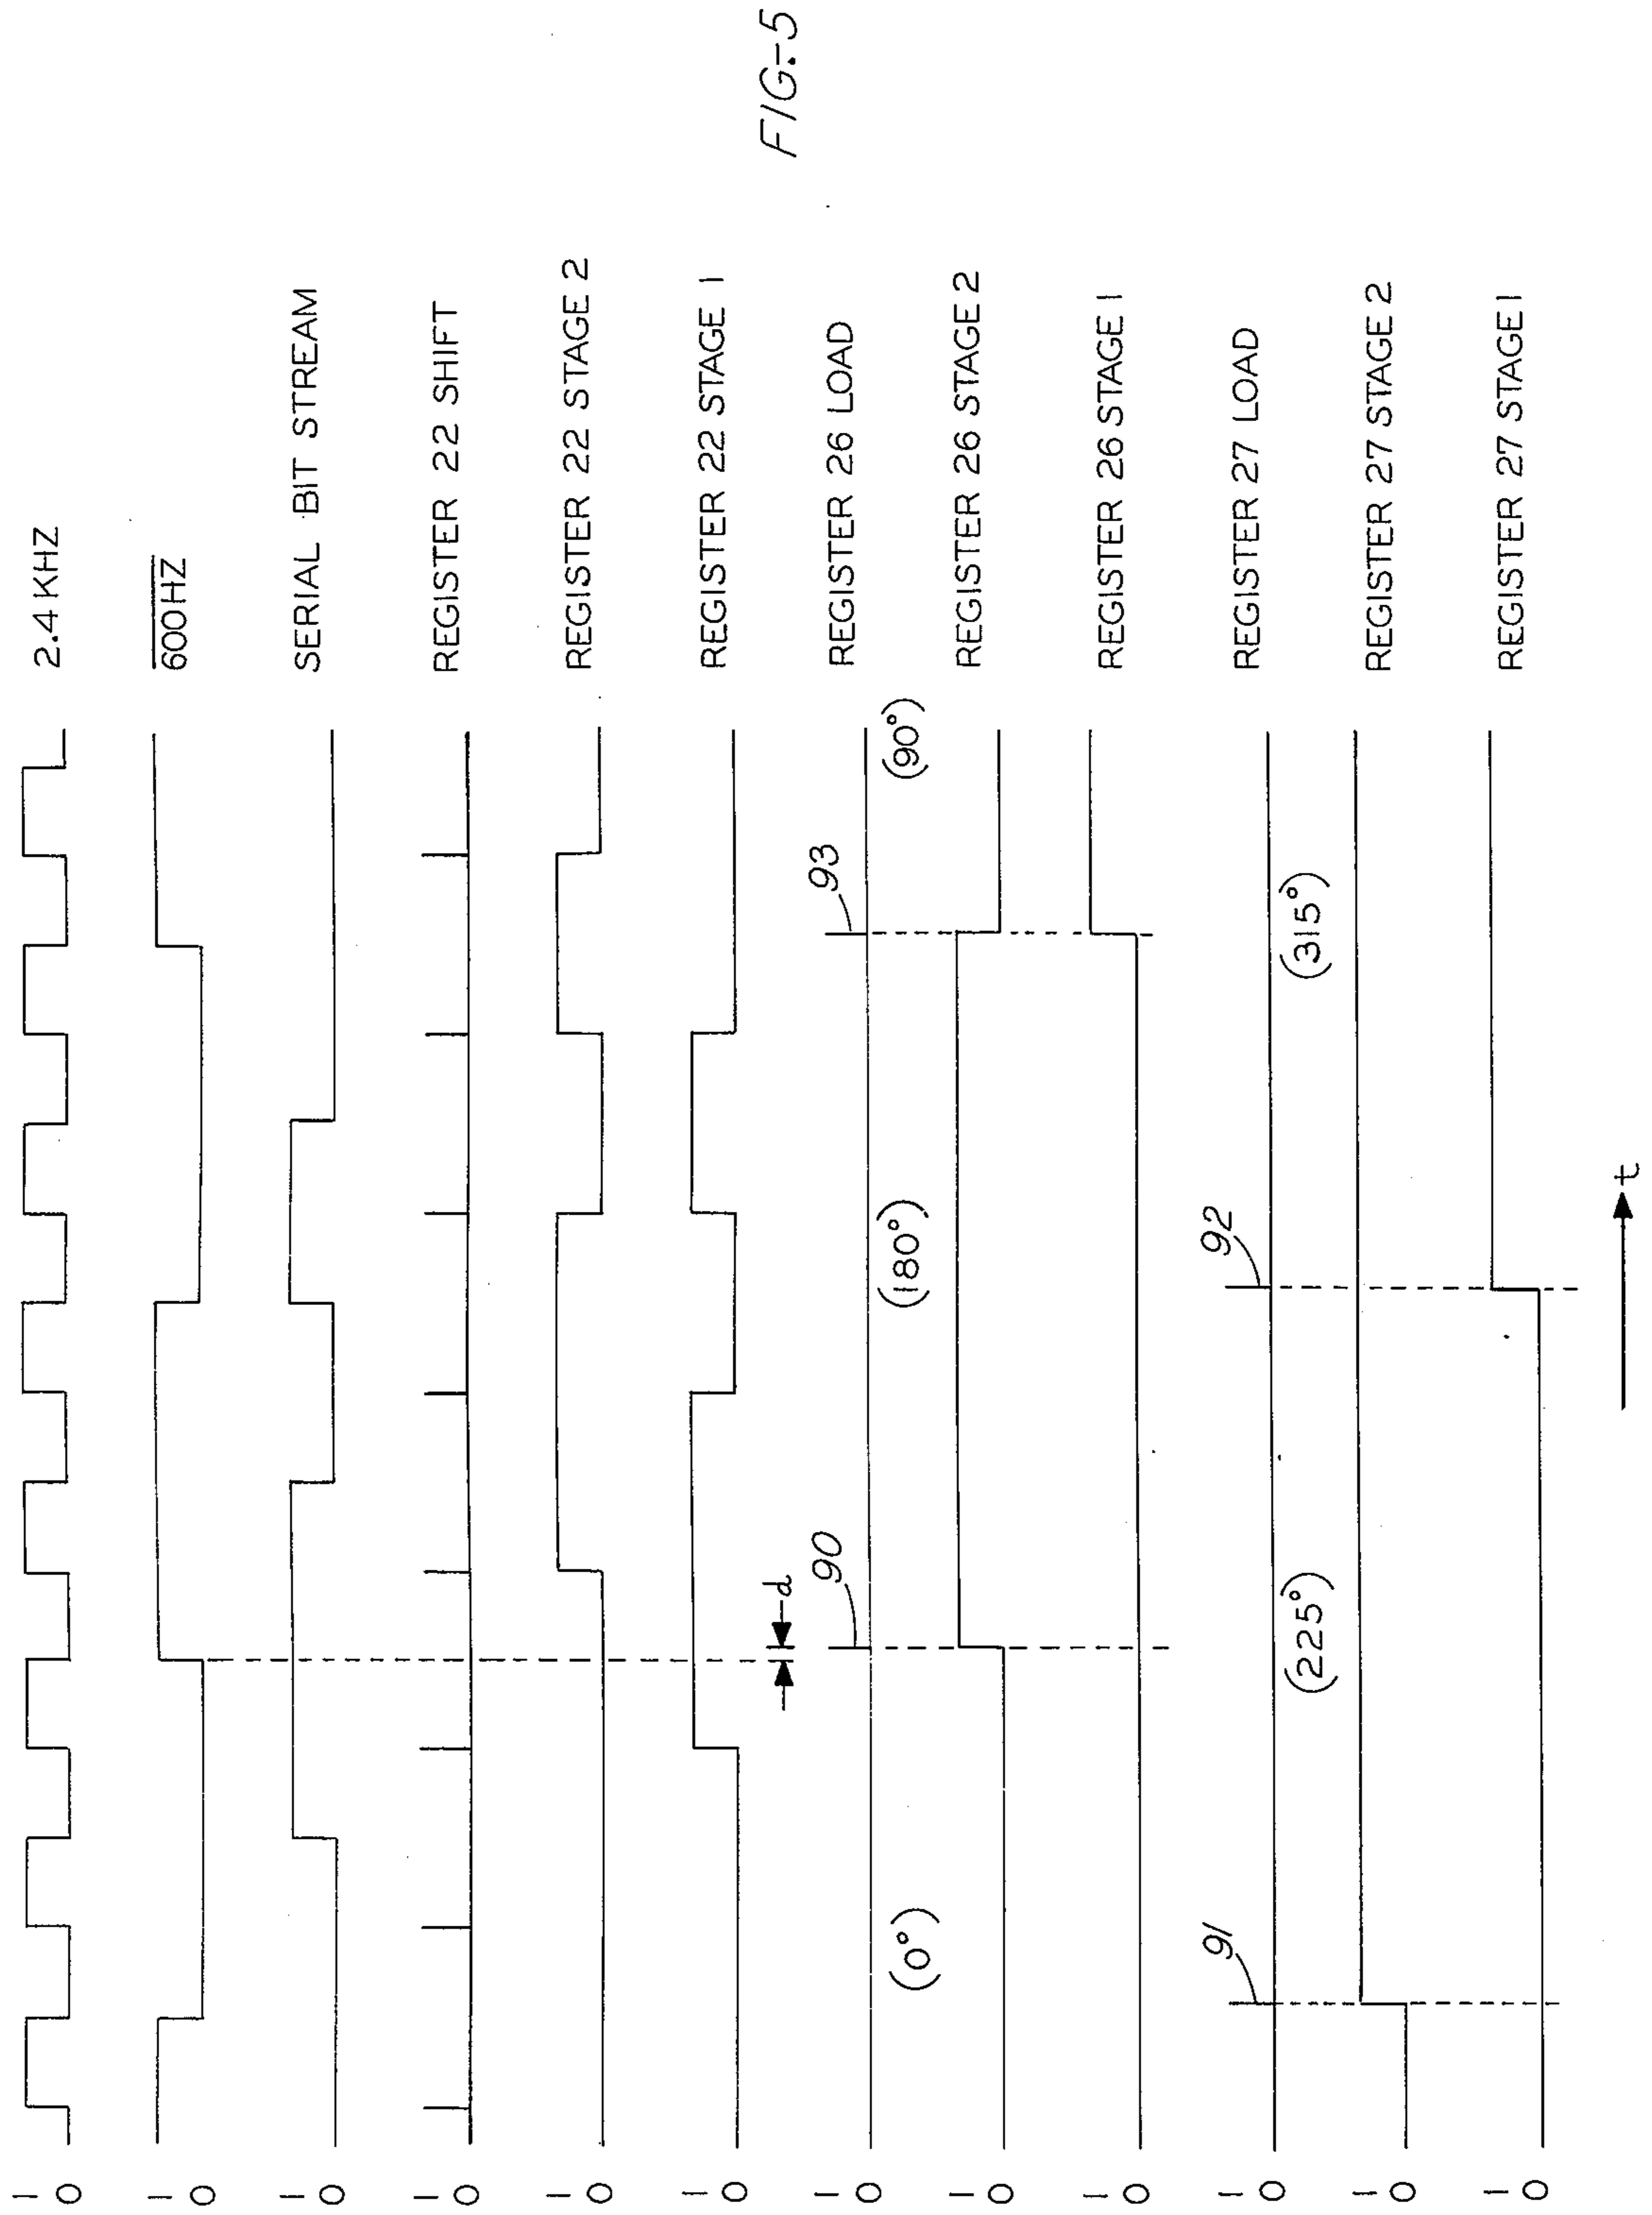 1 0 2.4 KHZ
1 0 600 HZ
1 0 SERIAL BIT STREAM
1 0 REGISTER 22 SHIFT
1 0 REGISTER 22 STAGE 2
1 0 REGISTER 22 STAGE 1
d
90 93
1 0 REGISTER 26 LOAD
(0°) (180°) (90°)
1 0 REGISTER 26 STAGE 2
1 0 REGISTER 26 STAGE 1
91 92
1 0 REGISTER 27 LOAD
(225°) (315°)
1 0 REGISTER 27 STAGE 2
1 0 REGISTER 27 STAGE 1
t
FIG.-5